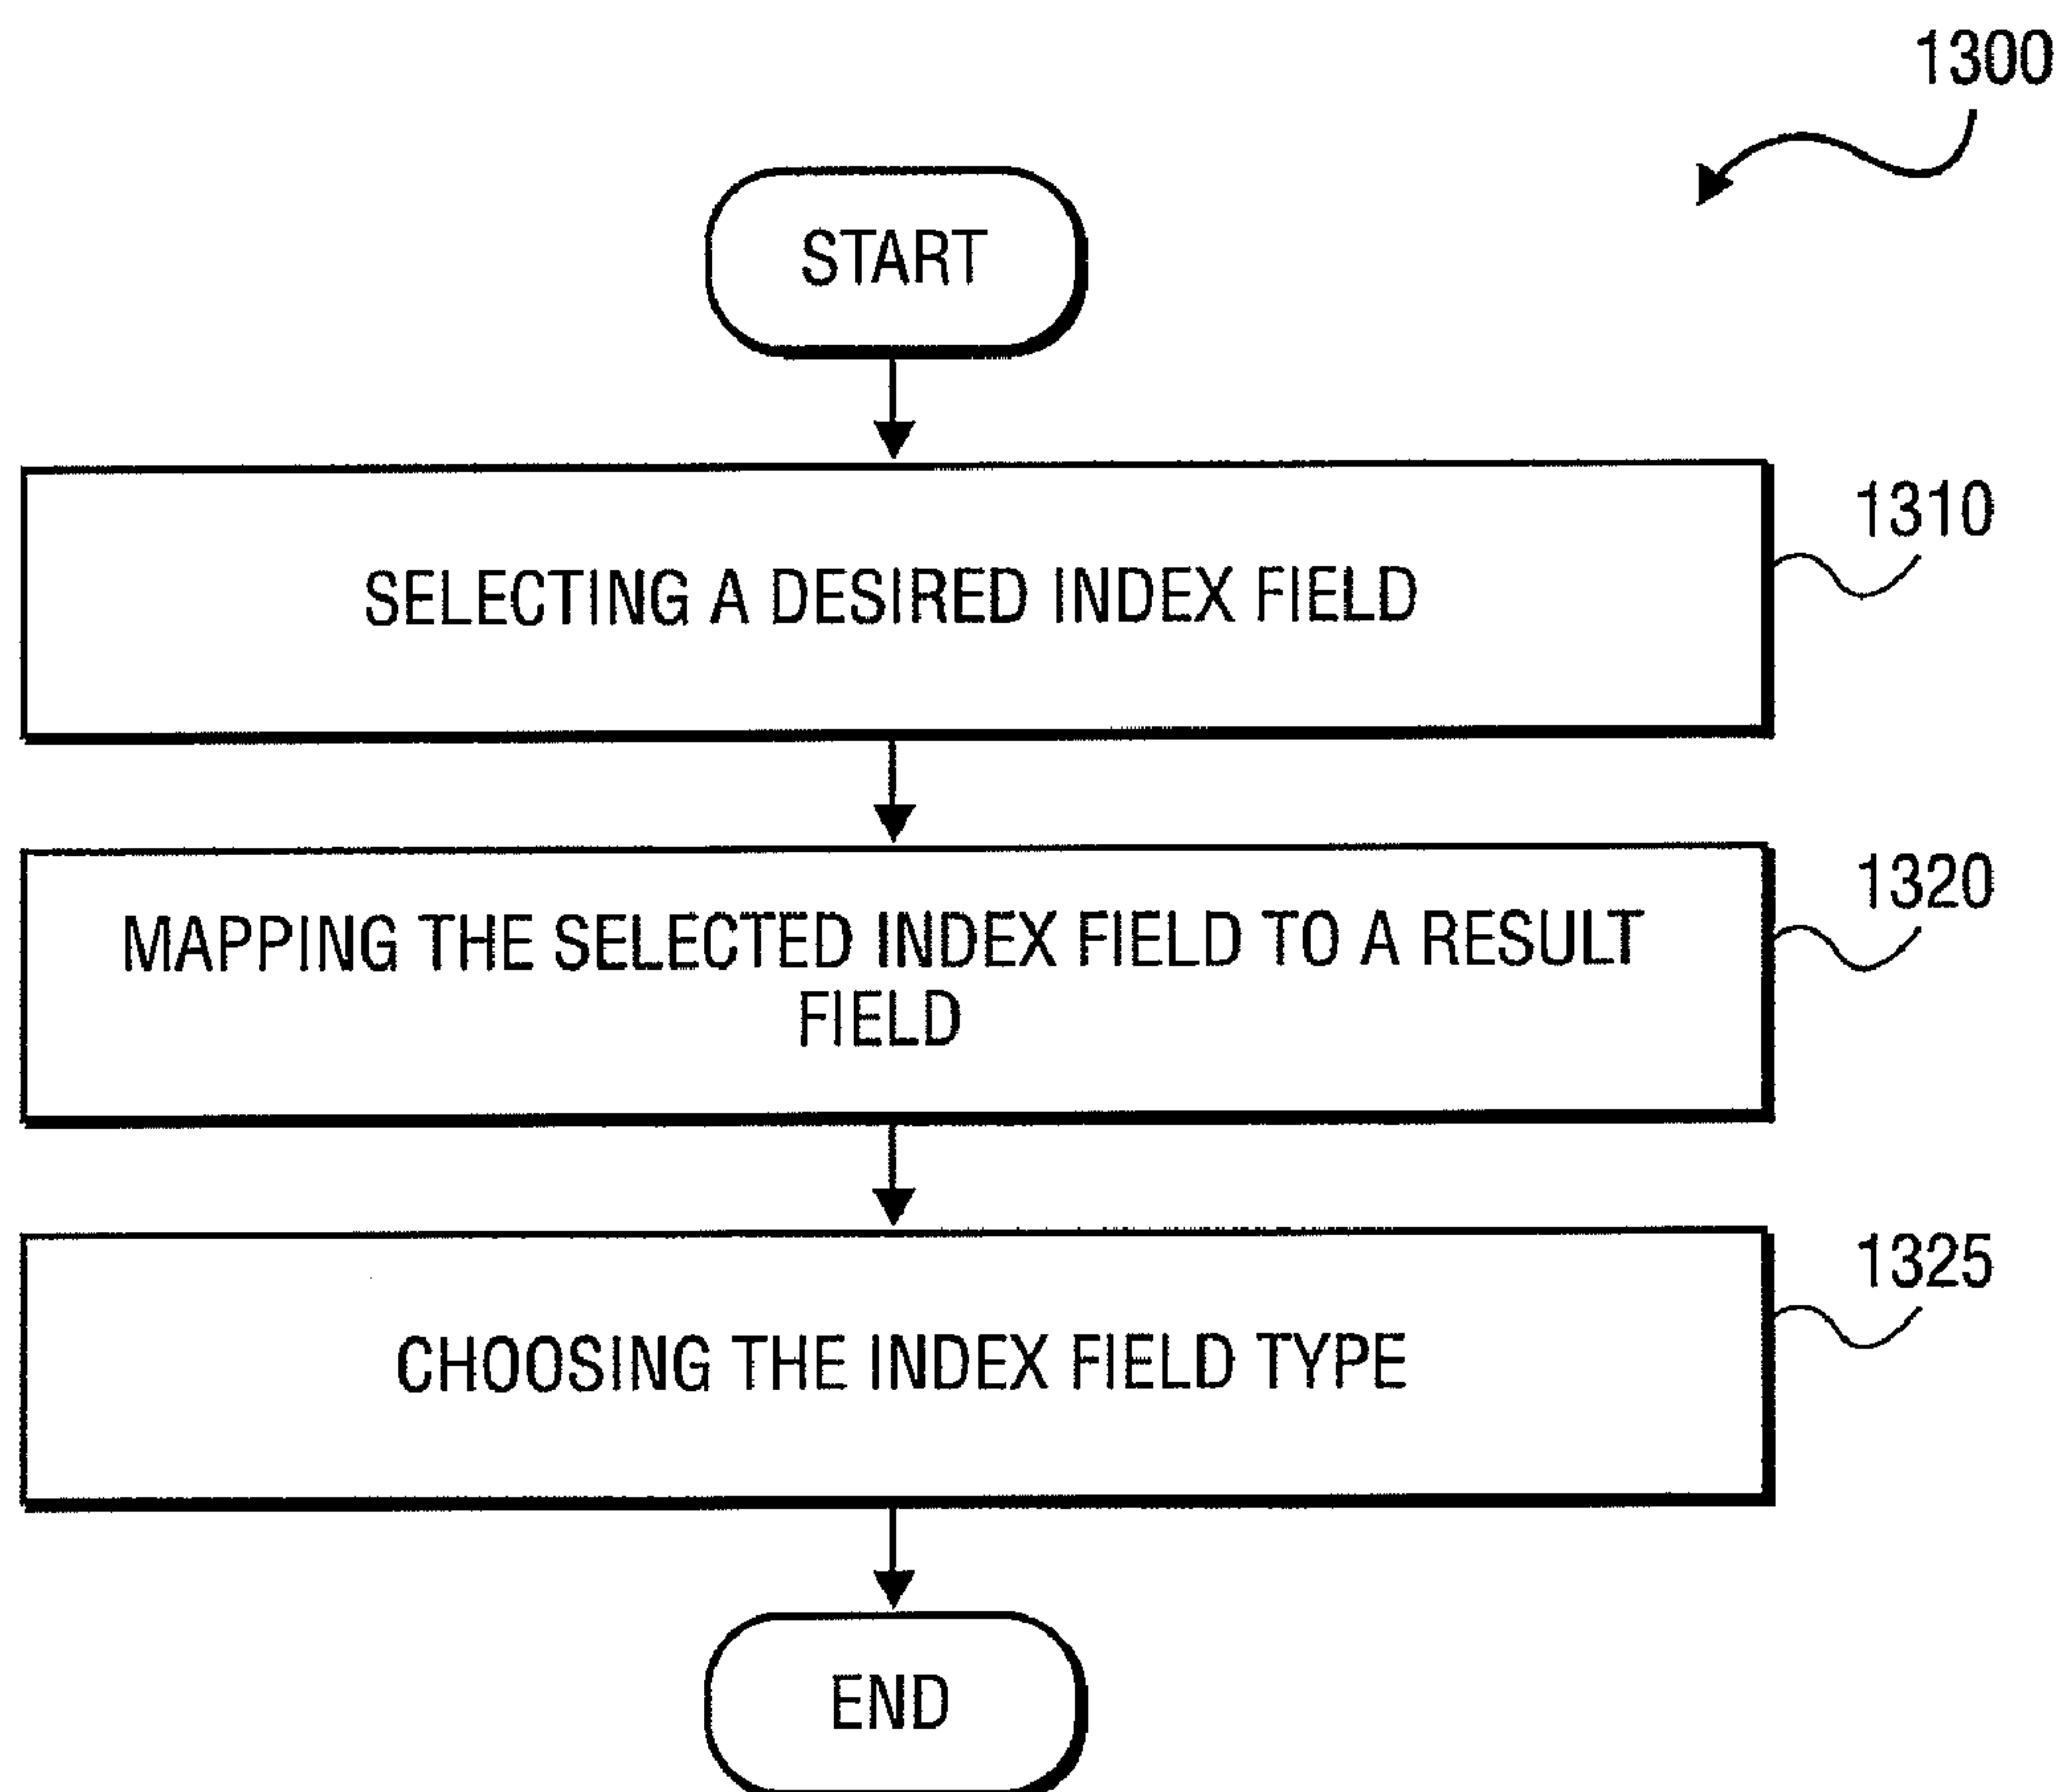 1300
START
SELECTING A DESIRED INDEX FIELD
1310
MAPPING THE SELECTED INDEX FIELD TO A RESULT
FIELD
1320
CHOOSING THE INDEX FIELD TYPE
1325
END